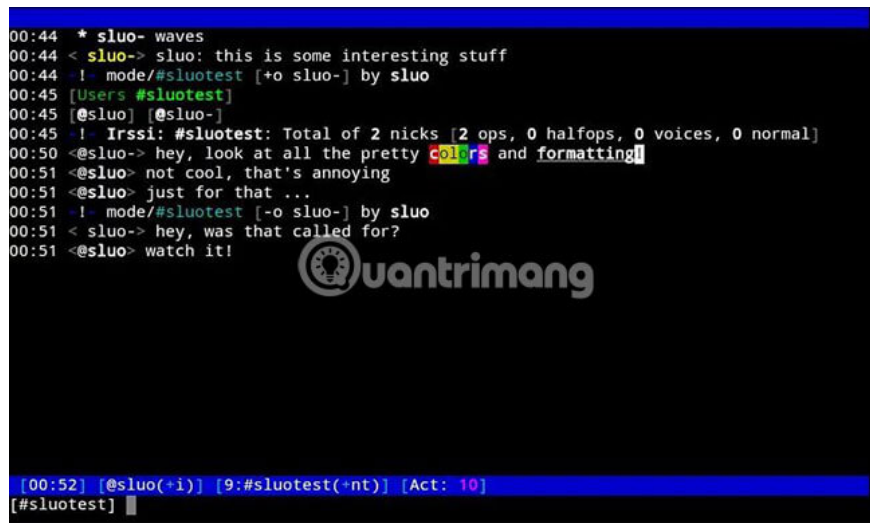 00:44  * sluo- waves
00:44 < sluo-> sluo: this is some interesting stuff
00:44 -!- mode/#sluotest [+o sluo-] by sluo
00:45 [Users #sluotest]
00:45 [@sluo] [@sluo-]
00:45 -!- Irssi: #sluotest: Total of 2 nicks [2 ops, 0 halfops, 0 voices, 0 normal]
00:50 <@sluo-> hey, look at all the pretty colors and formatting!
00:51 <@sluo> not cool, that's annoying
00:51 <@sluo> just for that ...
00:51 -!- mode/#sluotest [-o sluo-] by sluo
00:51 < sluo-> hey, was that called for?
00:51 <@sluo> watch it!
Quantrimang
[00:52] [@sluo(+i)] [9:#sluotest(+nt)] [Act: 10]
[#sluotest]